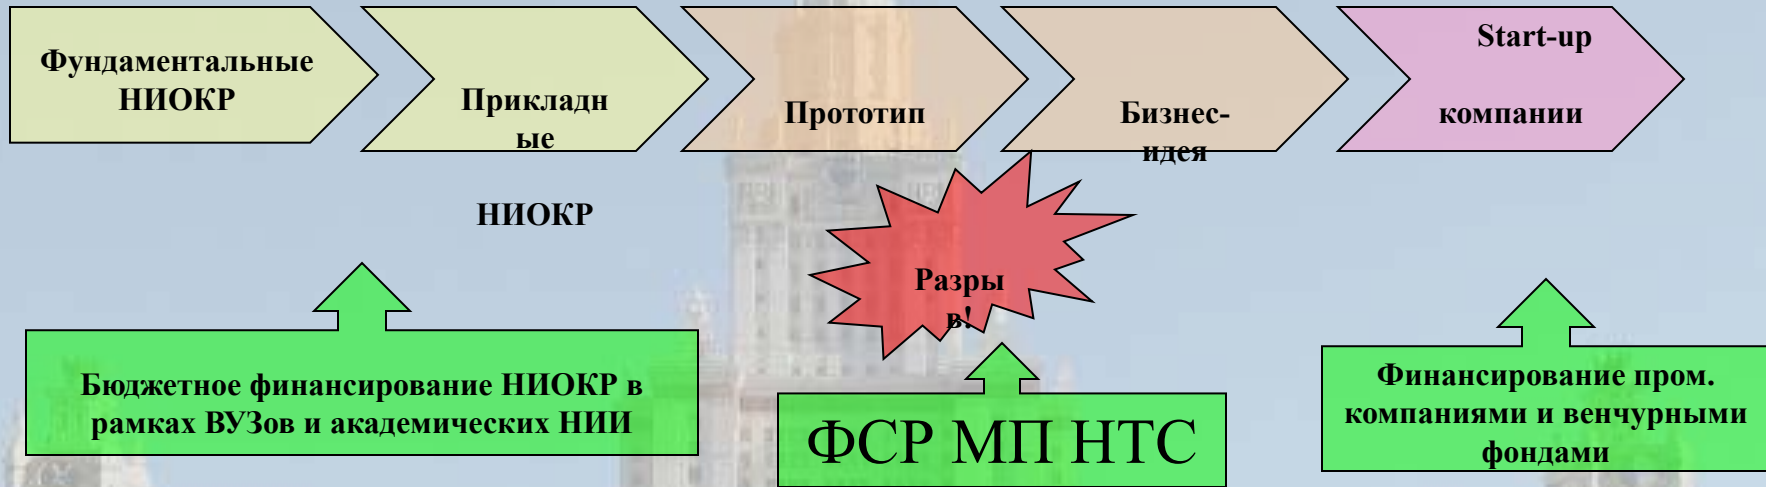 Фундаментальные
НИОКР
Прикладн
ые
НИОКР
Прототип
Бизнес-
идея
Start-up
компании
Разры
в!
Бюджетное финансирование НИОКР в
рамках ВУЗов и академических НИИ
ФСР МП НТС
Финансирование пром.
компаниями и венчурными
фондами